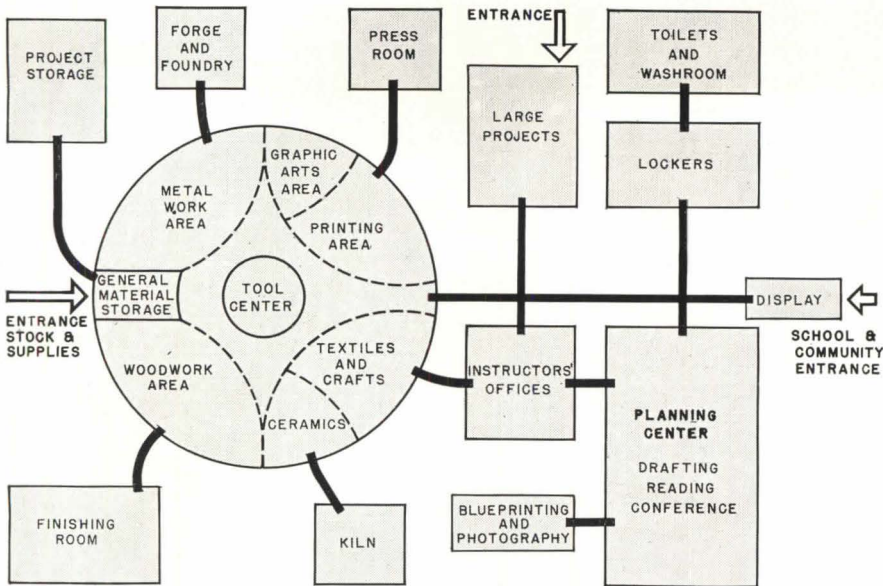 PROJECT
STORAGE
FORGE
AND
FOUNDRY
PRESS
ROOM
ENTRANCE
TOILETS
AND
WASHROOM
LARGE
PROJECTS
LOCKERS
GRAPHIC
ARTS
AREA
METAL
WORK
AREA
PRINTING
AREA
GENERAL
MATERIAL
STORAGE
TOOL
CENTER
ENTRANCE
STOCK &
SUPPLIES
DISPLAY
SCHOOL &
COMMUNITY
ENTRANCE
WOODWORK
AREA
TEXTILES
AND
CRAFTS
CERAMICS
INSTRUCTORS'
OFFICES
PLANNING
CENTER
DRAFTING
READING
CONFERENCE
BLUEPRINTING
AND
PHOTOGRAPHY
FINISHING
ROOM
KILN